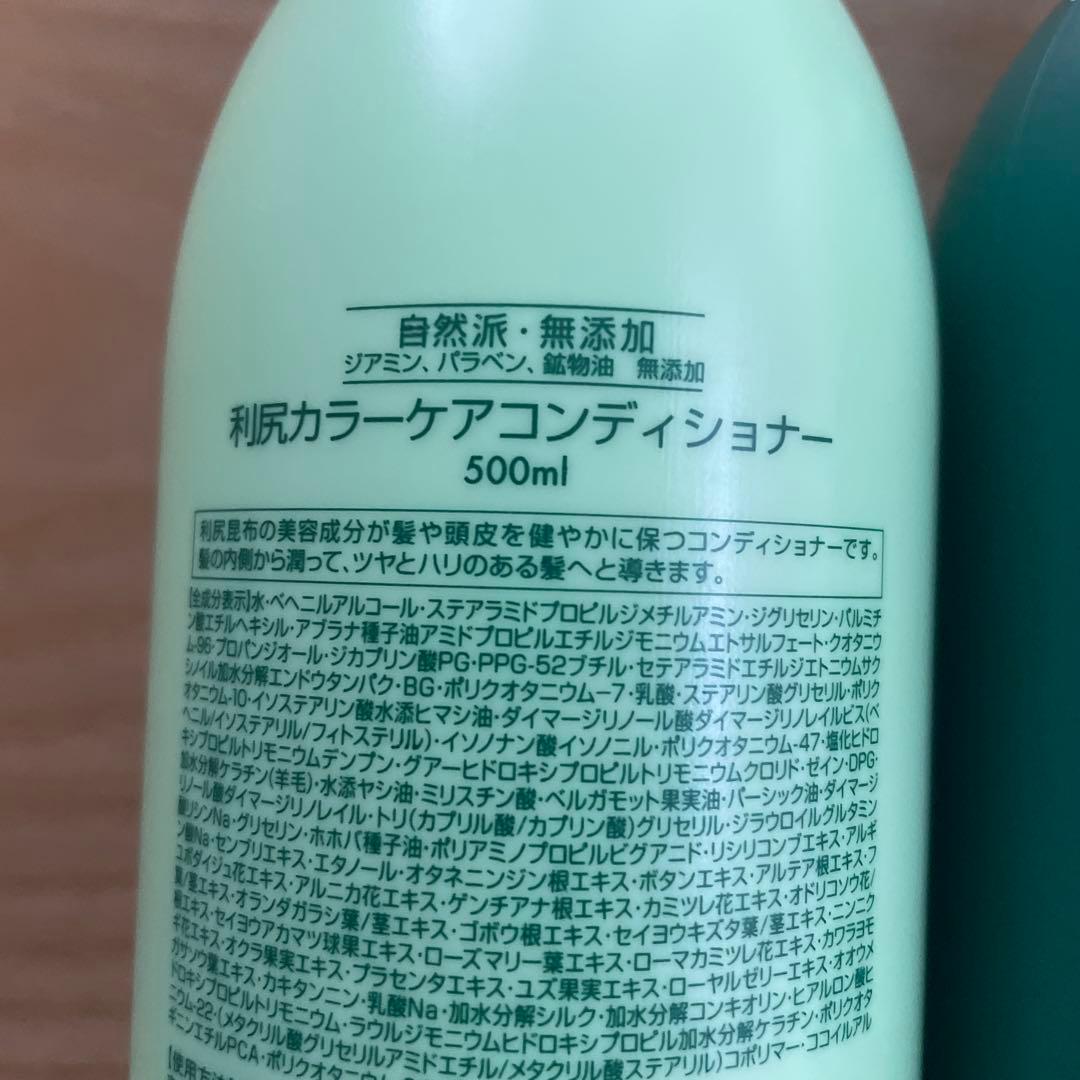 自然派・無添加
ジアミン、パラベン、鉱物油　無添加
利尻カラーケアコンディショナー
500ml
利尻昆布の美容成分が髪や頭皮を健やかに保つコンディショナーです。
髪の内側から潤って、ツヤとハリのある髪へと導きます。
【全成分表示】水・ベヘニルアルコール・ステアラミドプロピルジメチルアミン・ジグリセリン・パルミチ
ン酸エチルヘキシル・アブラナ種子油アミドプロピルエチルジモニウムエトサルフェート・クオタニウ
ム-96・プロパンジオール・ジカプリン酸PG・PPG-52ブチル・セテアラミドエチルジエトニウムサク
シノイル加水分解エンドウタンパク・BG・ポリクオタニウム-7・乳酸・ステアリン酸グリセリル・ポリク
オタニウム-10・イソステアリン酸水添ヒマシ油・ダイマージリノール酸ダイマージリノレイルビス(ベ
ヘニル/イソステアリル/フィトステリル)・イソノナン酸イソノニル・ポリクオタニウム-47・塩化ヒドロ
キシプロピルトリモニウムデンプン・グアーヒドロキシプロピルトリモニウムクロリド・ゼイン・DPG・
加水分解ケラチン(羊毛)・水添ヤシ油・ミリスチン酸・ベルガモット果実油・パーシック油・ダイマージ
リノール酸ダイマージリノレイル・トリ(カプリル酸/カプリン酸)グリセリル・ジラウロイルグルタミン
酸リシンNa・グリセリン・ホホバ種子油・ポリアミノプロピルビグアニド・リシリコンブエキス・アルギ
ン酸Na・センブリエキス・エタノール・オタネニンジン根エキス・ボタンエキス・アルテア根エキス・フ
ユボダイジュ花エキス・アルニカ花エキス・ゲンチアナ根エキス・カミツレ花エキス・オドリコソウ花/
葉/茎エキス・オランダガラシ葉/茎エキス・ゴボウ根エキス・セイヨウキズタ葉/茎エキス・ニンニク
根エキス・セイヨウアカマツ球果エキス・ローズマリー葉エキス・ローマカミツレ花エキス・カワラヨモ
ギ花エキス・オクラ果実エキス・プラセンタエキス・ユズ果実エキス・ローヤルゼリーエキス・オオウメ
ガサソウ葉エキス・カキタンニン・乳酸Na・加水分解シルク・加水分解コンキオリン・ヒアルロン酸ヒ
ドロキシプロピルトリモニウム・ラウルジモニウムヒドロキシプロピル加水分解ケラチン・ポリクオタ
ニウム-22・(メタクリル酸グリセリルアミドエチル/メタクリル酸ステアリル)コポリマー・ココイルアル
ギニンエチルPCA・ポリクオタニウム
【使用方法